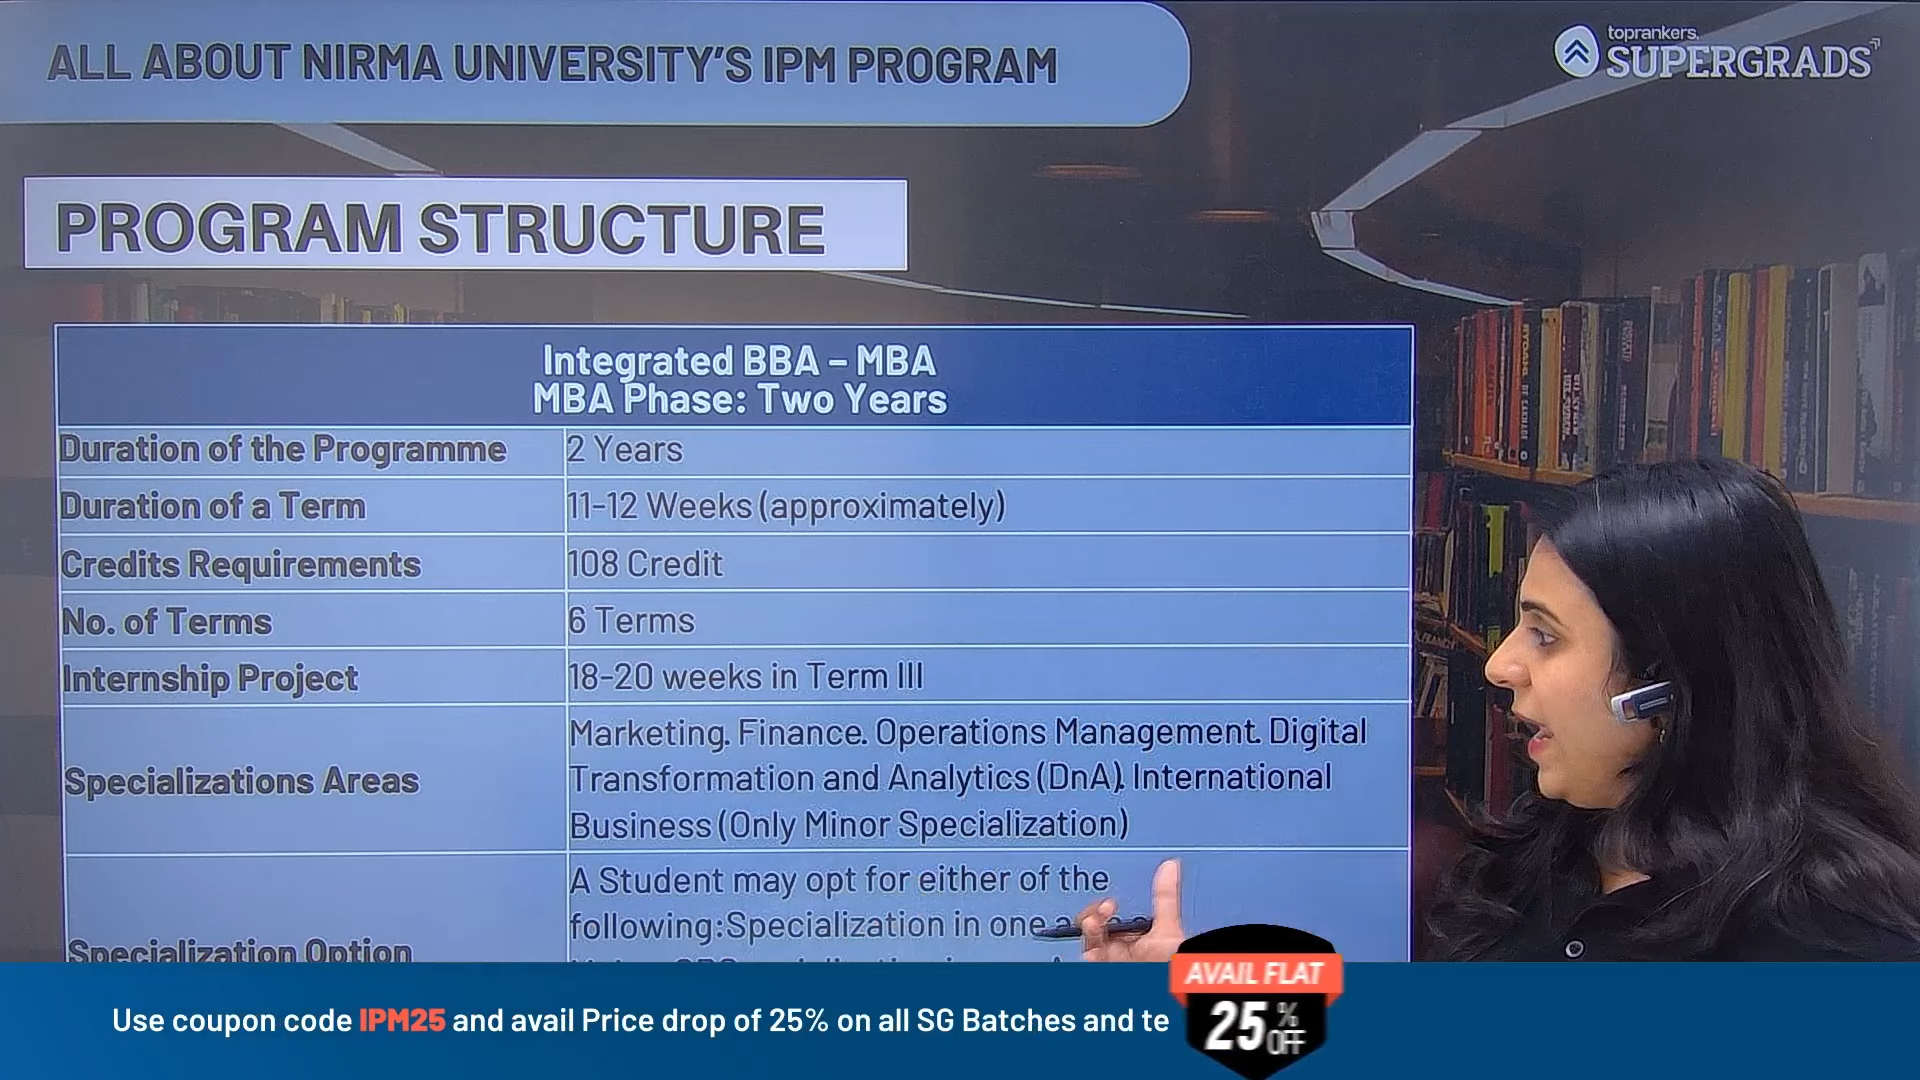 ALL ABOUT NIRMA UNIVERSITY'S IPM PROGRAM
toprankers.
SUPERGRADS
PROGRAM STRUCTURE
Integrated BBA – MBA
MBA Phase: Two Years
Duration of the Programme 2 Years
Duration of a Term 11-12 Weeks (approximately)
Credits Requirements 108 Credit
No. of Terms 6 Terms
Internship Project 18-20 weeks in Term III
Specializations Areas
Marketing. Finance. Operations Management. Digital
Transformation and Analytics (DnA). International
Business (Only Minor Specialization)
Specialization Option
A Student may opt for either of the
following:Specialization in one
AVAIL FLAT
25% OFF
Use coupon code IPM25 and avail Price drop of 25% on all SG Batches and te